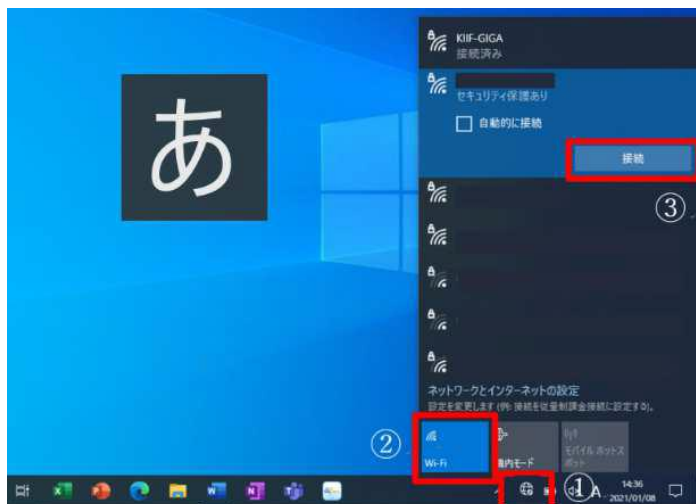 あ
KIIF-GIGA
接続済み
セキュリティ保護あり
自動的に接続
接続
③
ネットワークとインターネットの設定
設定を変更します (例: 接続を従量制課金接続に設定する)。
②
Wi-Fi
機内モード
モバイル ホットス
ポット
①
A
14:36
2021/01/08